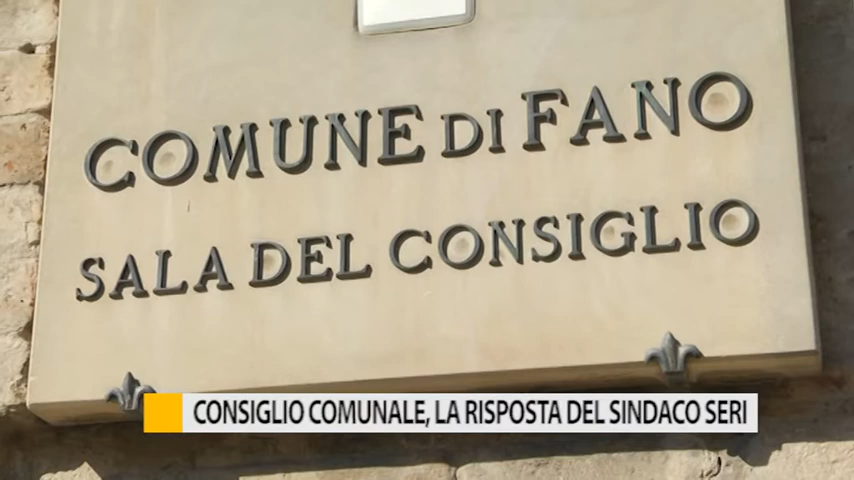 COMUNE DI FANO
SALA DEL CONSIGLIO
CONSIGLIO COMUNALE, LA RISPOSTA DEL SINDACO SERI